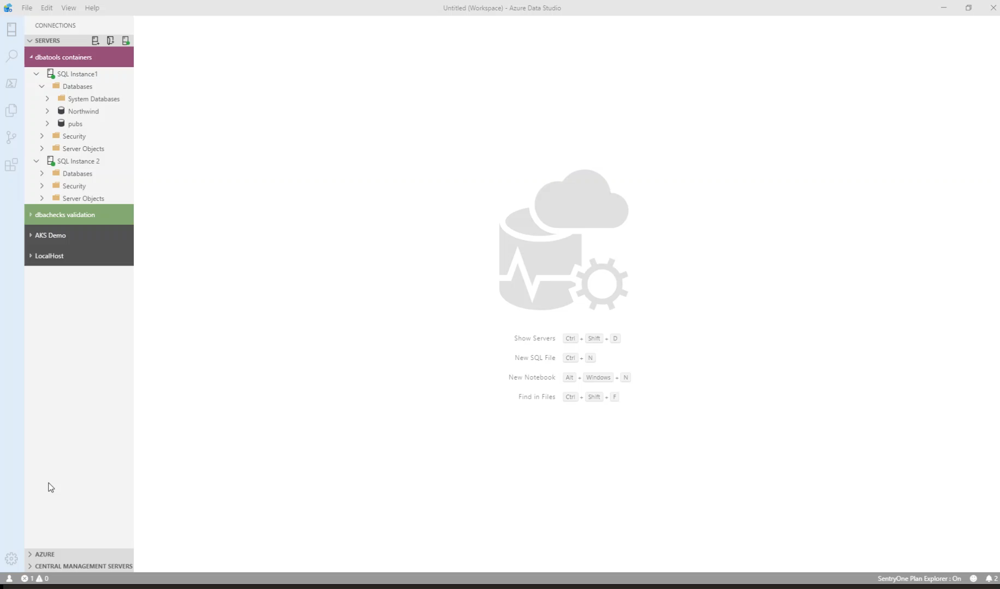 File Edit View Help
Untitled (Workspace) - Azure Data Studio
CONNECTIONS
SERVERS
dbatools containers
SQL Instance1
Databases
System Databases
Northwind
pubs
Security
Server Objects
SQL Instance 2
Databases
Security
Server Objects
dbachecks validation
AKS Demo
LocalHost
Show Servers Ctrl + Shift + D
New SQL File Ctrl + N
New Notebook Alt + Windows + N
Find in Files Ctrl + Shift + F
AZURE
CENTRAL MANAGEMENT SERVERS
1 0
SentryOne Plan Explorer : On 2